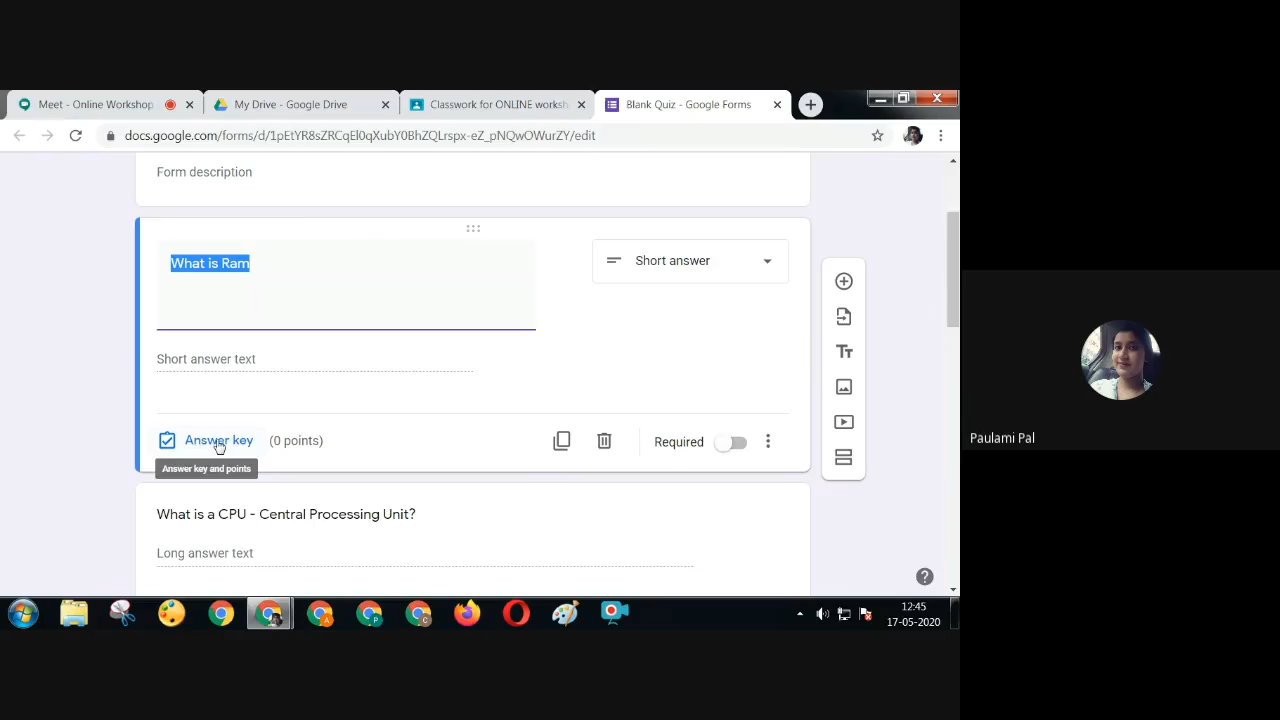 Meet - Online Workshop
My Drive - Google Drive
Classwork for ONLINE worksh
Blank Quiz - Google Forms
docs.google.com/forms/d/1pEtYR8sZRCqEl0qXubY0BhZQLrspx-eZ_pNQwOWurZY/edit
Form description
What is Ram
Short answer
Short answer text
Answer key (0 points)
Required
Answer key and points
What is a CPU - Central Processing Unit?
Long answer text
12:45
17-05-2020
Paulami Pal